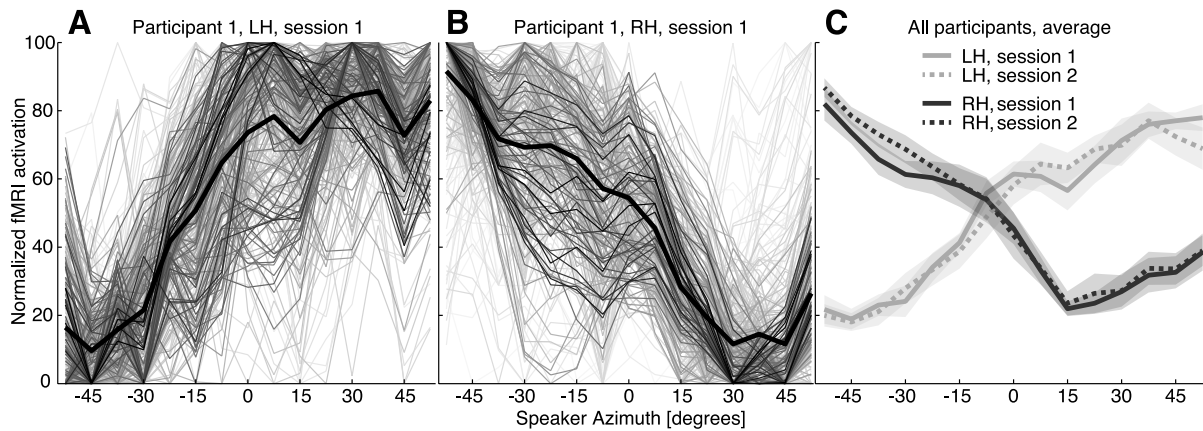 A Participant 1, LH, session 1
B Participant 1, RH, session 1
C All participants, average
Normalized fMRI activation
100
80
60
40
20
0
LH, session 1
LH, session 2
RH, session 1
RH, session 2
-45 -30 -15 0 15 30 45
-45 -30 -15 0 15 30 45
-45 -30 -15 0 15 30 45
Speaker Azimuth [degrees]